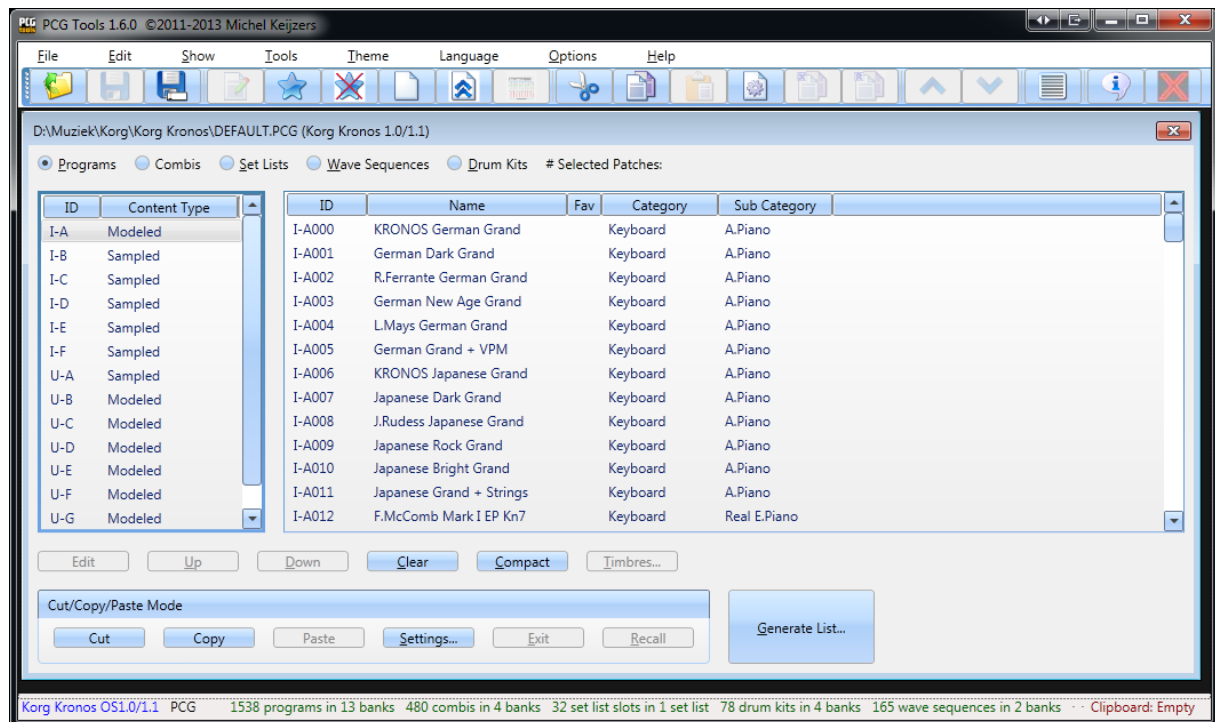 PCG Tools 1.6.0 ©2011-2013 Michel Keijzers
File Edit Show Tools Theme Language Options Help
D:\Muziek\Korg\Korg Kronos\DEFAULT.PCG (Korg Kronos 1.0/1.1)
Programs Combis Set Lists Wave Sequences Drum Kits # Selected Patches:
ID Content Type
I-A Modeled
I-B Sampled
I-C Sampled
I-D Sampled
I-E Sampled
I-F Sampled
U-A Sampled
U-B Modeled
U-C Modeled
U-D Modeled
U-E Modeled
U-F Modeled
U-G Modeled
ID Name Fav Category Sub Category
I-A000 KRONOS German Grand Keyboard A.Piano
I-A001 German Dark Grand Keyboard A.Piano
I-A002 R.Ferrante German Grand Keyboard A.Piano
I-A003 German New Age Grand Keyboard A.Piano
I-A004 L.Mays German Grand Keyboard A.Piano
I-A005 German Grand + VPM Keyboard A.Piano
I-A006 KRONOS Japanese Grand Keyboard A.Piano
I-A007 Japanese Dark Grand Keyboard A.Piano
I-A008 J.Rudess Japanese Grand Keyboard A.Piano
I-A009 Japanese Rock Grand Keyboard A.Piano
I-A010 Japanese Bright Grand Keyboard A.Piano
I-A011 Japanese Grand + Strings Keyboard A.Piano
I-A012 F.McComb Mark I EP Kn7 Keyboard Real E.Piano
Edit Up Down Clear Compact Timbres...
Cut/Copy/Paste Mode
Cut Copy Paste Settings... Exit Recall
Generate List...
Korg Kronos OS1.0/1.1 PCG 1538 programs in 13 banks 480 combis in 4 banks 32 set list slots in 1 set list 78 drum kits in 4 banks 165 wave sequences in 2 banks Clipboard: Empty